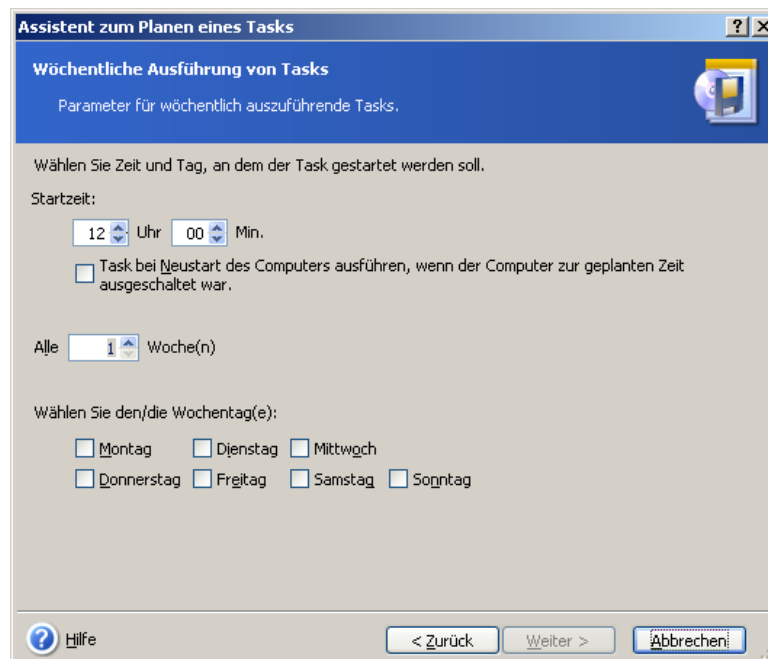 Assistent zum Planen eines Tasks
Wöchentliche Ausführung von Tasks
Parameter für wöchentlich auszuführende Tasks.
Wählen Sie Zeit und Tag, an dem der Task gestartet werden soll.
Startzeit:
12 Uhr 00 Min.
Task bei Neustart des Computers ausführen, wenn der Computer zur geplanten Zeit
ausgeschaltet war.
Alle 1 Woche(n)
Wählen Sie den/die Wochentag(e):
Montag Dienstag Mittwoch
Donnerstag Freitag Samstag Sonntag
Hilfe < Zurück Weiter > Abbrechen